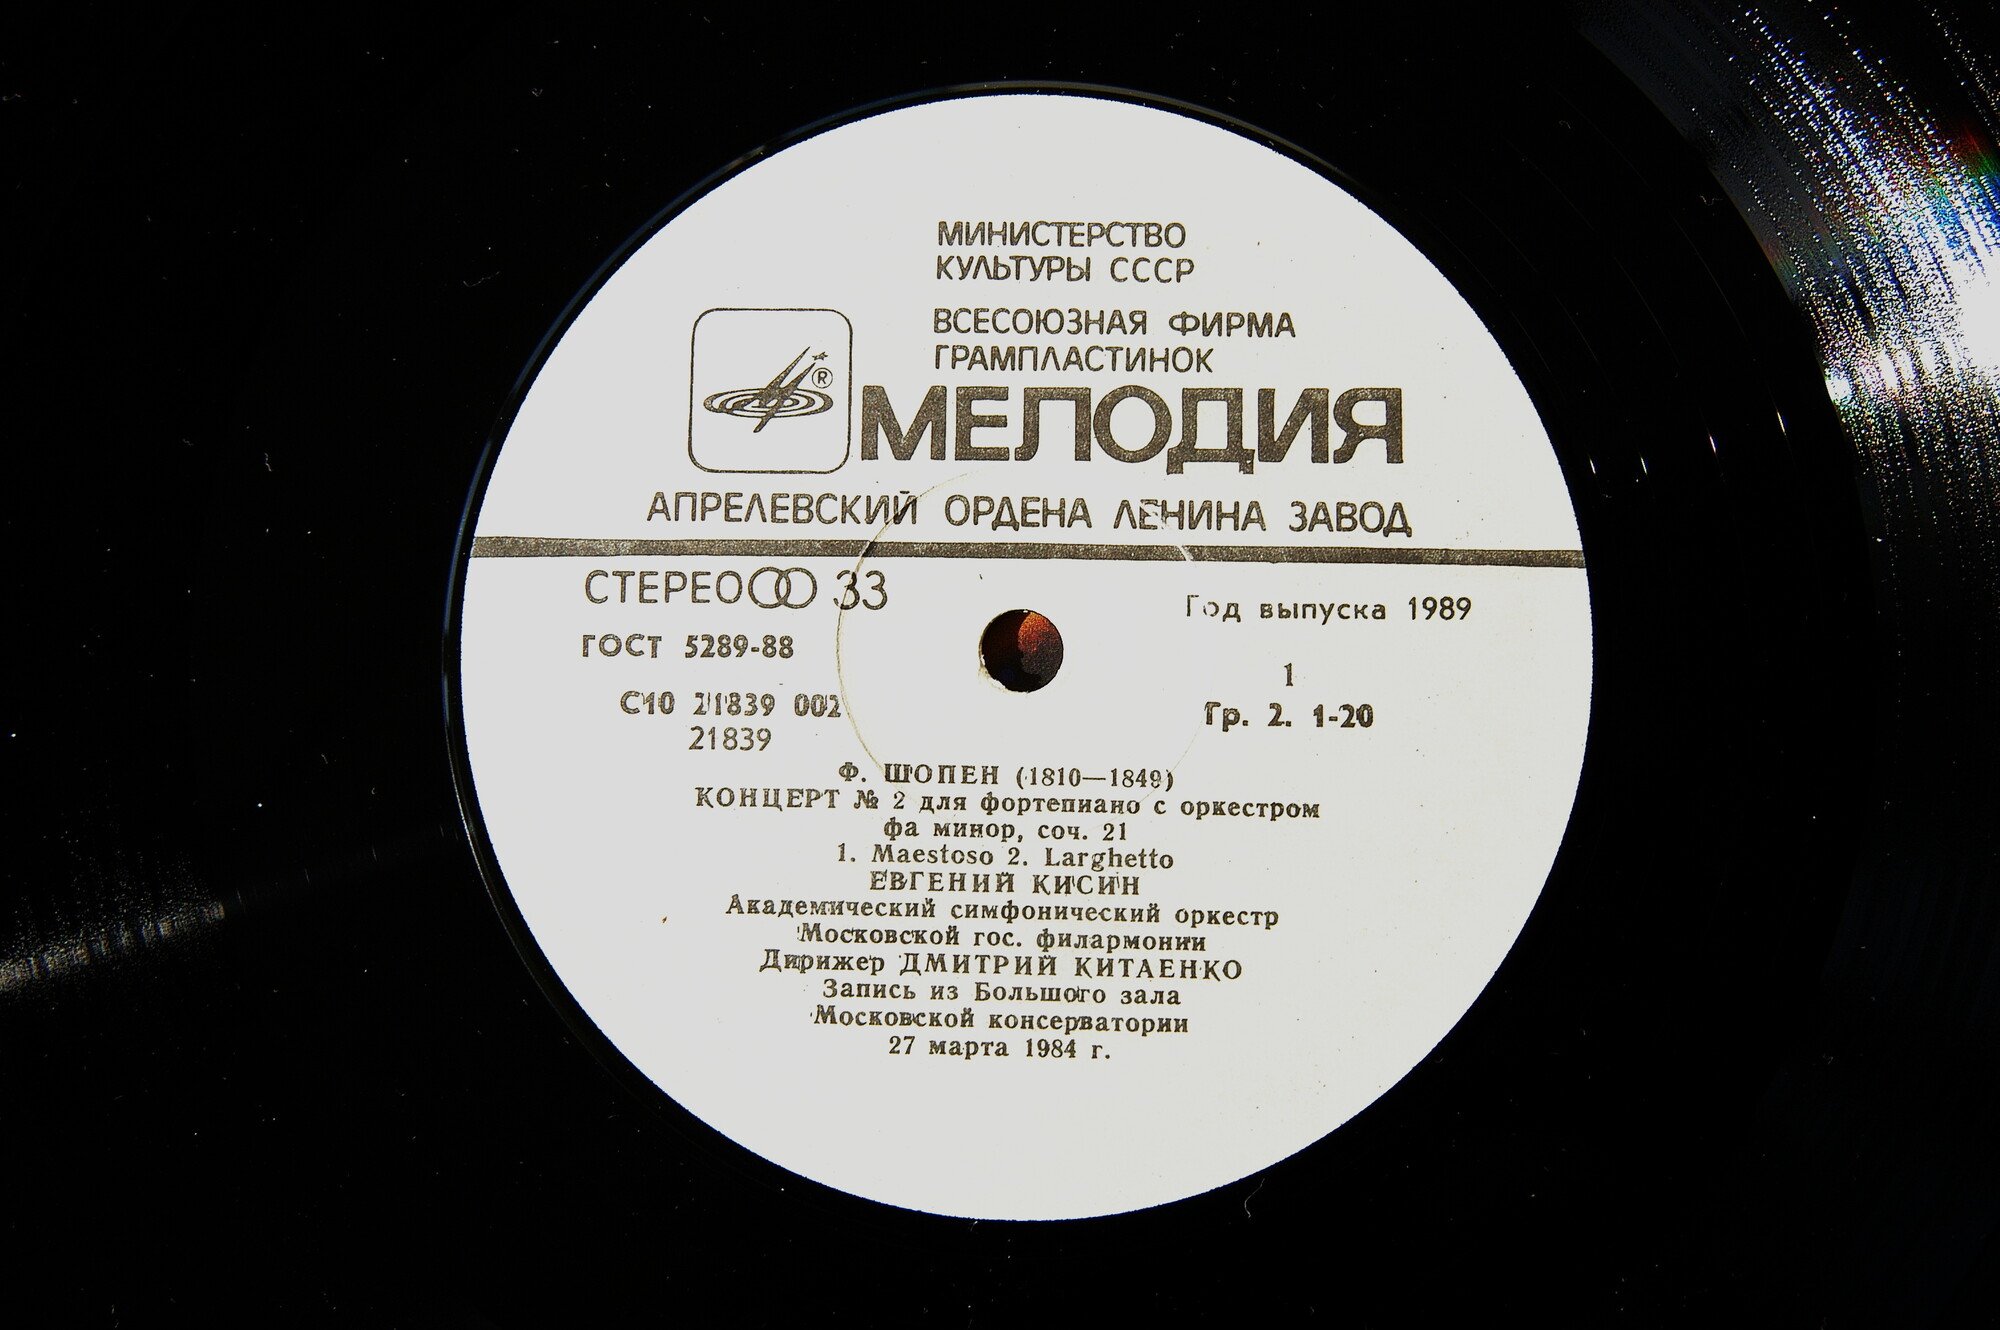 МИНИСТЕРСТВО
КУЛЬТУРЫ СССР
ВСЕСОЮЗНАЯ ФИРМА
ГРАМПЛАСТИНОК
®
МЕЛОДИЯ
АПРЕЛЕВСКИЙ ОРДЕНА ЛЕНИНА ЗАВОД
СТЕРЕО 33
Год выпуска 1989
ГОСТ 5289-88
1
С10 21839 002
Гр. 2. 1-20
21839
Ф. ШОПЕН (1810—1849)
КОНЦЕРТ № 2 для фортепиано с оркестром
фа минор, соч. 21
1. Maestoso 2. Larghetto
ЕВГЕНИЙ КИСИН
Академический симфонический оркестр
Московской гос. филармонии
Дирижер ДМИТРИЙ КИТАЕНКО
Запись из Большого зала
Московской консерватории
27 марта 1984 г.